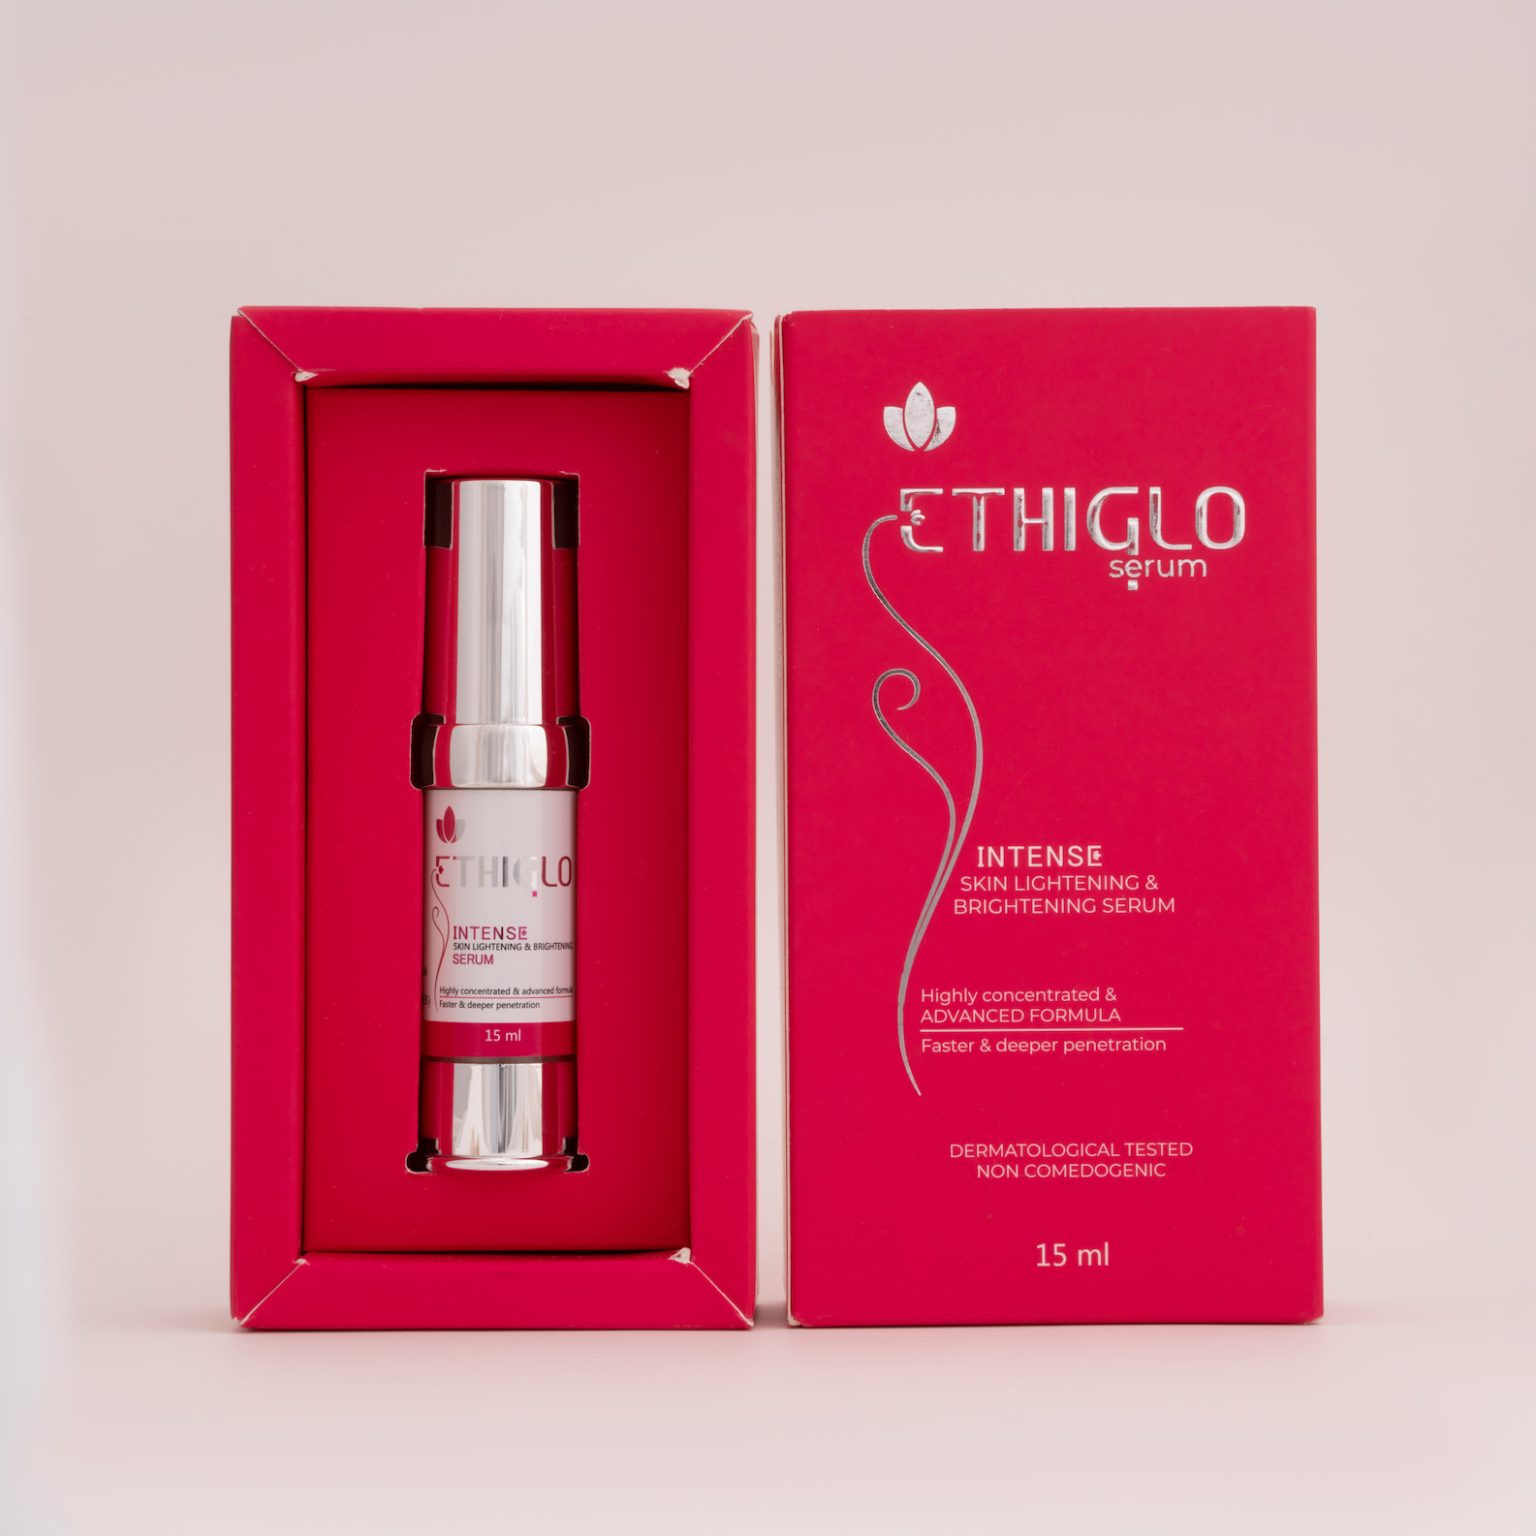 ETHIGLO
INTENSE
SKIN LIGHTENING & BRIGHTENING
SERUM
Highly concentrated & advanced formula
Faster & deeper penetration
15 ml
ETHIGLO
serum
INTENSE
SKIN LIGHTENING &
BRIGHTENING SERUM
Highly concentrated &
ADVANCED FORMULA
Faster & deeper penetration
DERMATOLOGICAL TESTED
NON COMEDOGENIC
15 ml